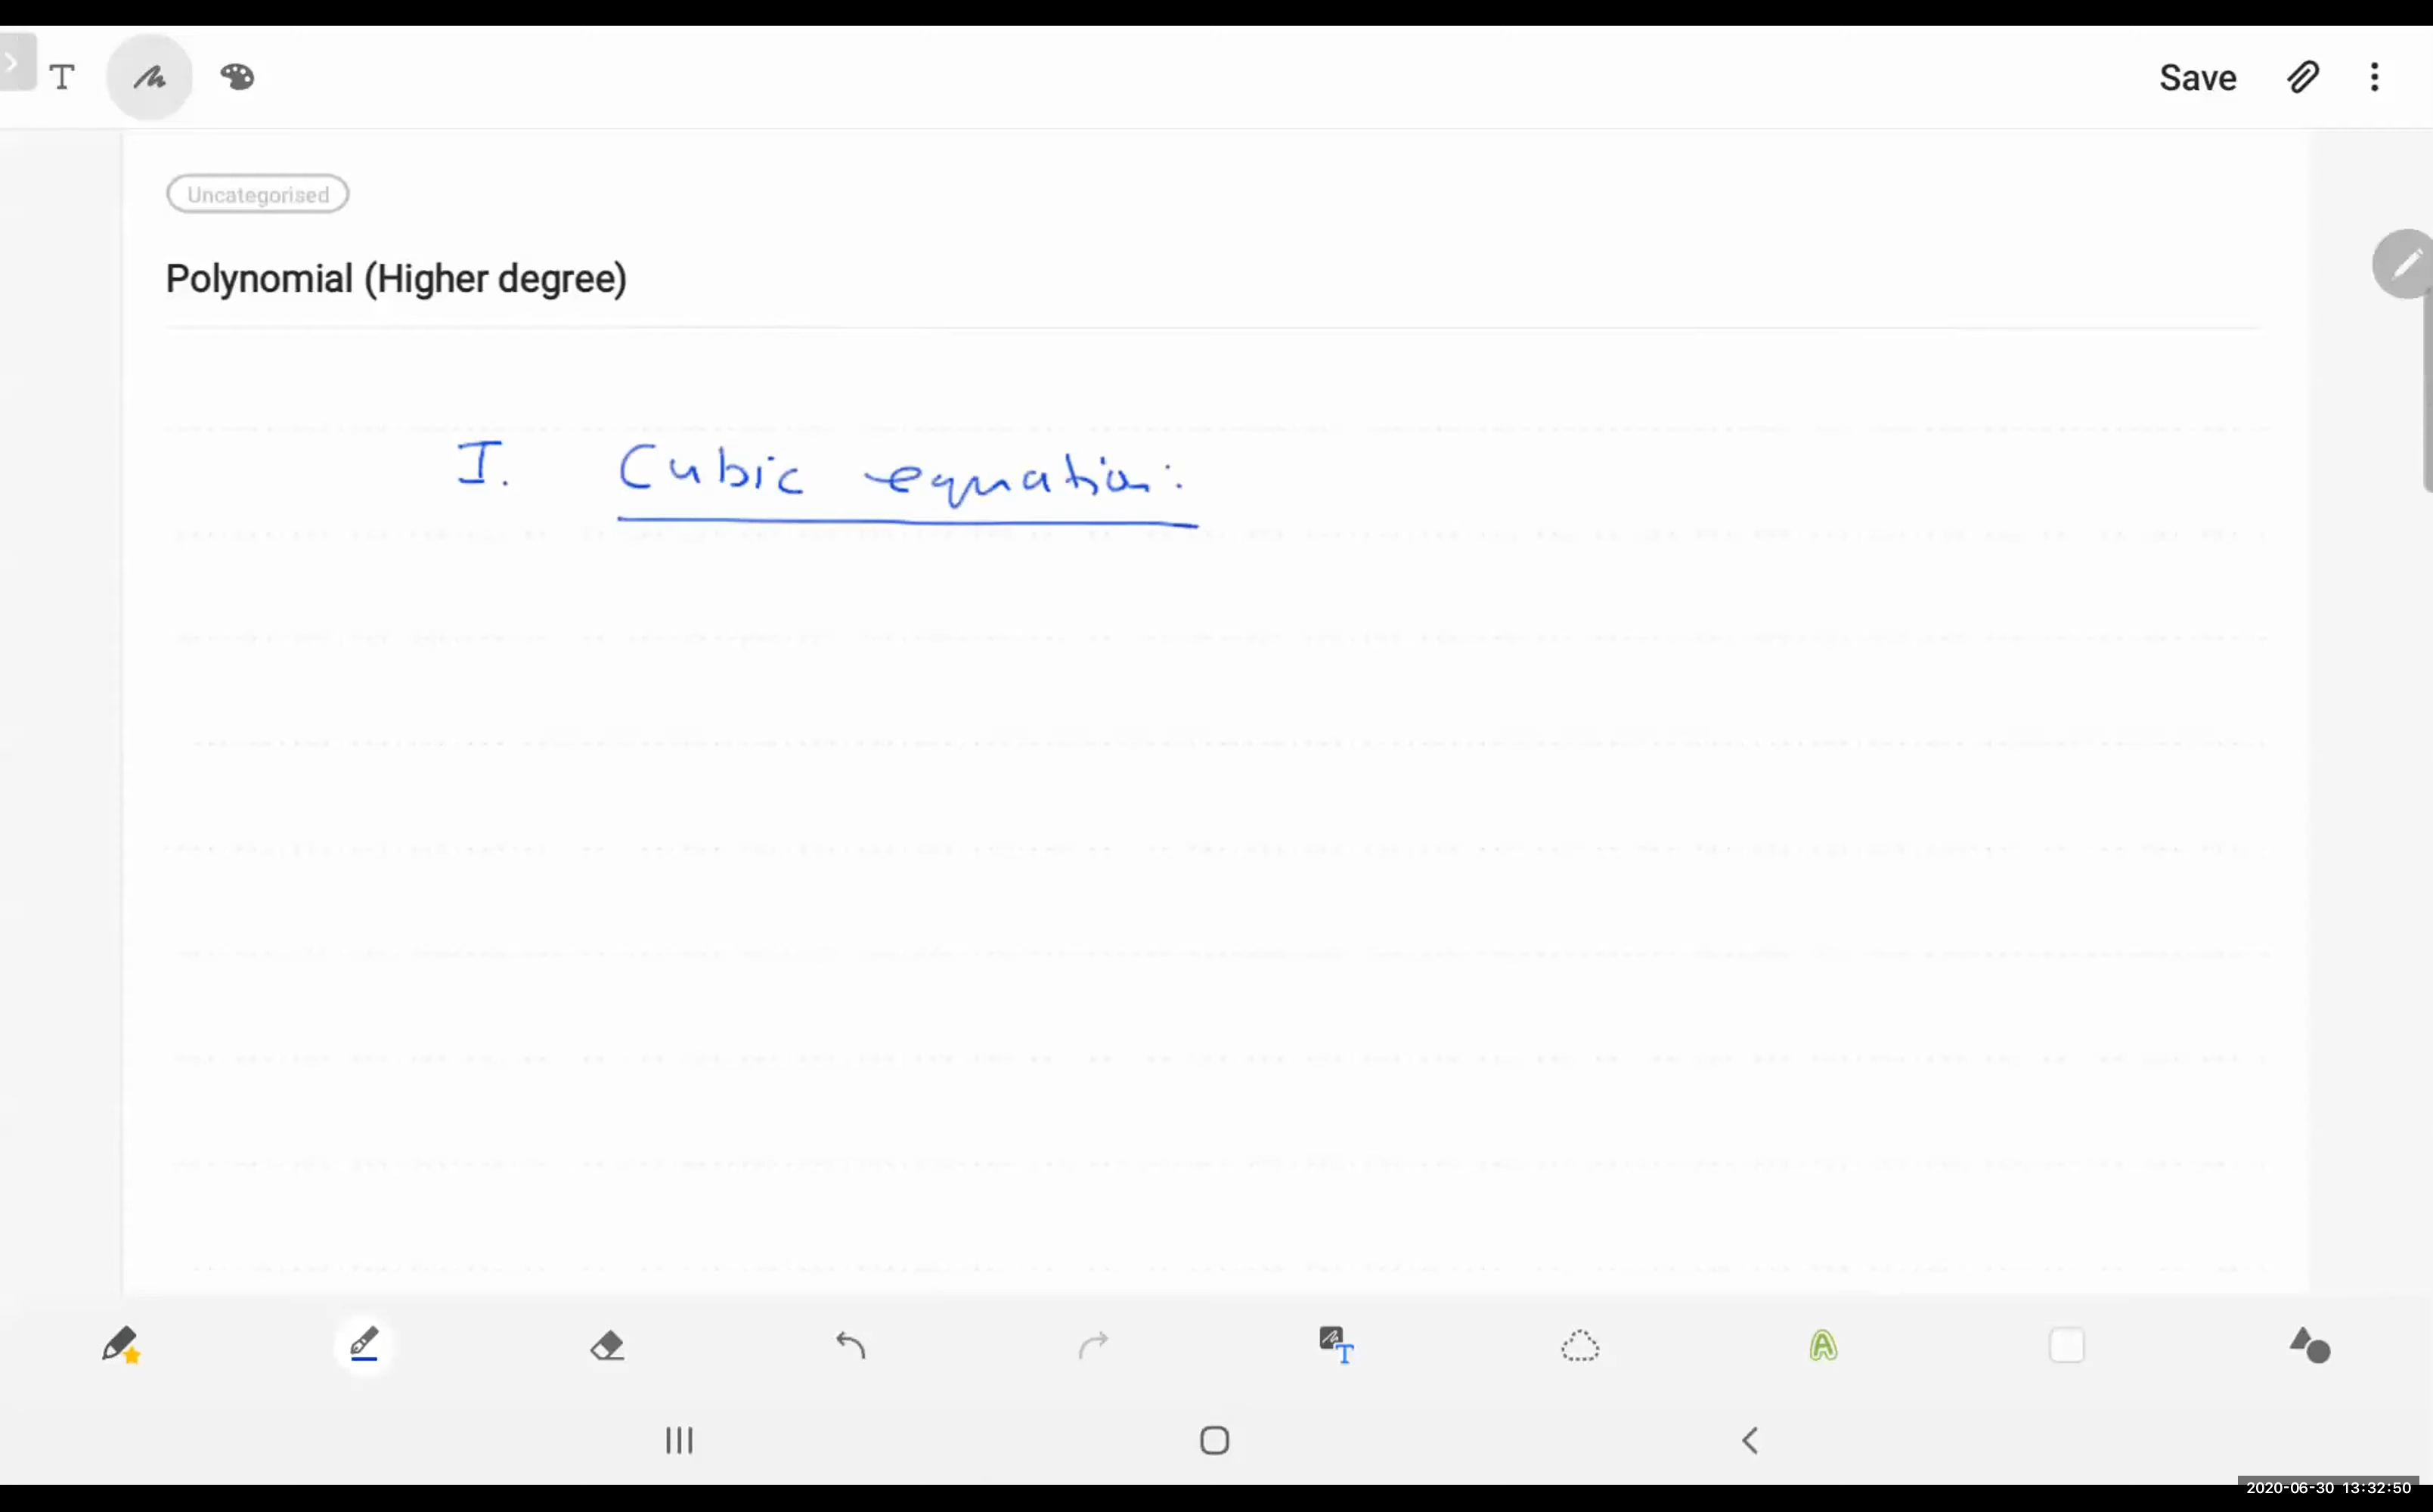 T Save
Uncategorised
Polynomial (Higher degree)
I. Cubic equation:
T A
2020-06-30 13:32:50